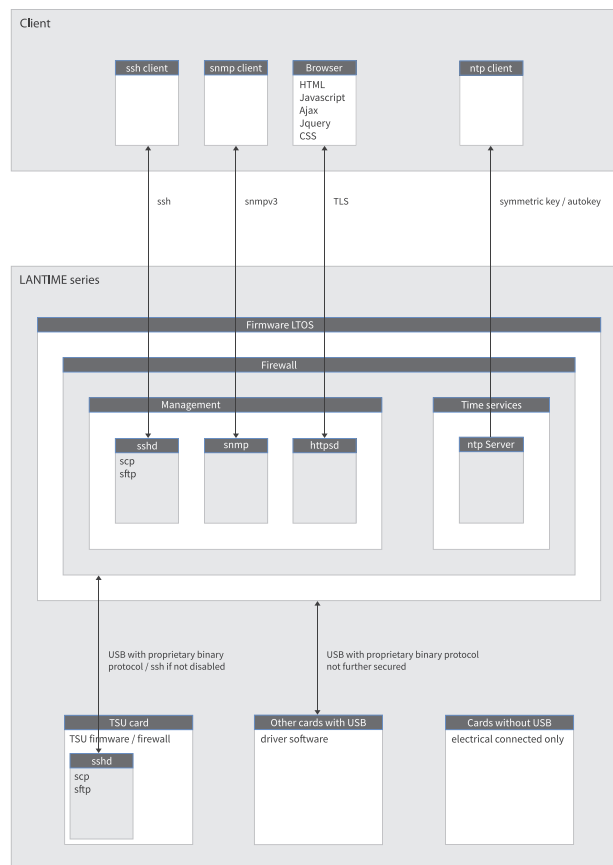 Client
ssh client
snmp client
Browser
ntp client
HTML
Javascript
Ajax
Jquery
CSS
ssh
snmpv3
TLS
symmetric key / autokey
LANTIME series
Firmware LTOS
Firewall
Management
Time services
sshd
snmp
httpsd
ntp Server
scp
sftp
USB with proprietary binary
protocol / ssh if not disabled
USB with proprietary binary protocol
not further secured
TSU card
Other cards with USB
Cards without USB
TSU firmware / firewall
driver software
electrical connected only
sshd
scp
sftp